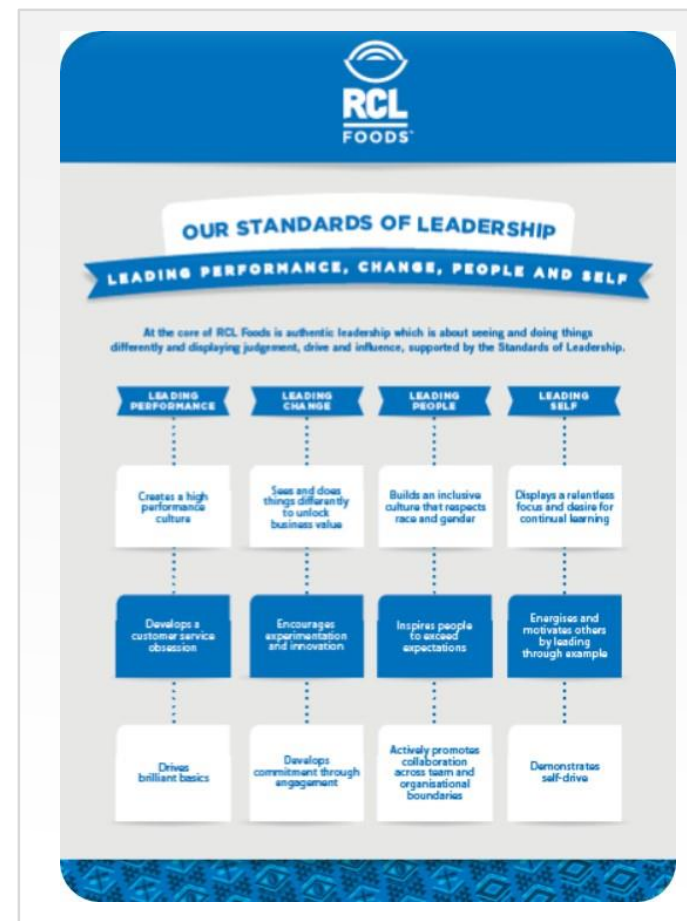 RCL
FOODS™
OUR STANDARDS OF LEADERSHIP
LEADING PERFORMANCE, CHANGE, PEOPLE AND SELF
At the core of RCL Foods is authentic leadership which is about seeing and doing things
differently and displaying judgement, drive and influence, supported by the Standards of Leadership.
LEADING
PERFORMANCE
LEADING
CHANGE
LEADING
PEOPLE
LEADING
SELF
Creates a high
performance
culture
Sees and does
things differently
to unlock
business value
Builds an inclusive
culture that respects
race and gender
Displays a relentless
focus and desire for
continual learning
Develops a
customer service
obsession
Encourages
experimentation
and innovation
Inspires people
to exceed
expectations
Energises and
motivates others
by leading
through example
Drives
brilliant basics
Develops
commitment through
engagement
Actively promotes
collaboration
across team and
organisational
boundaries
Demonstrates
self-drive